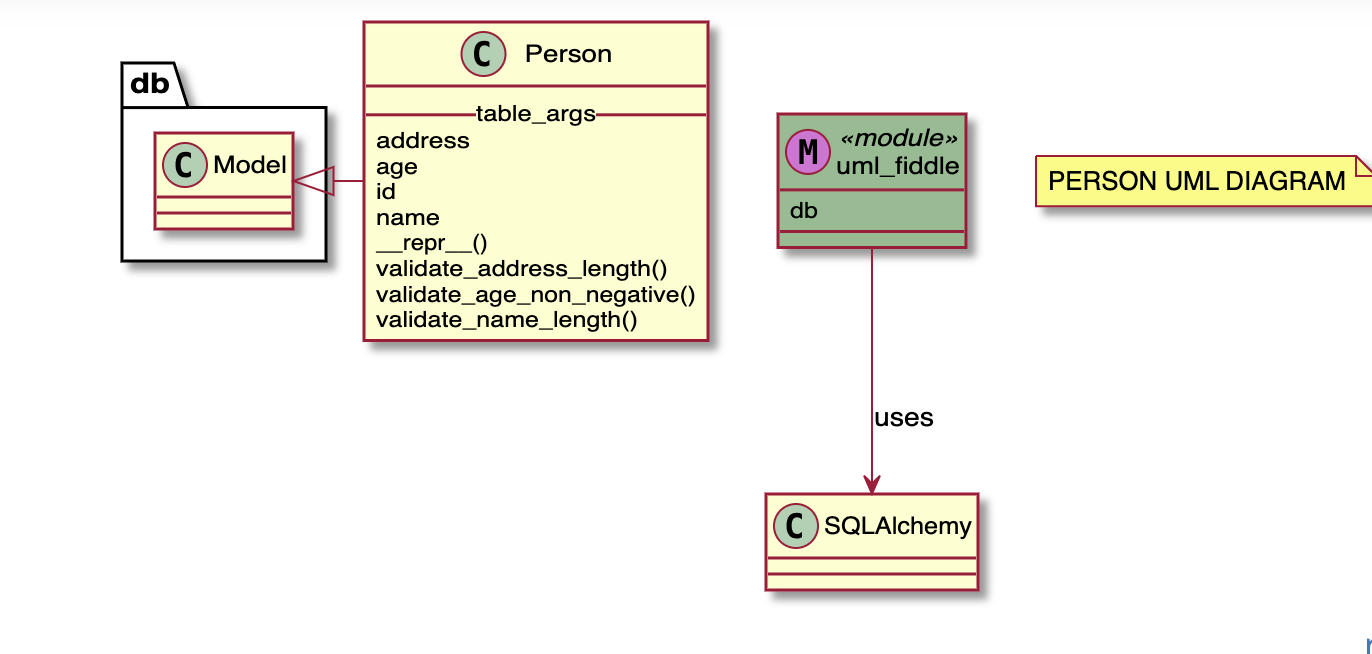 db
C Model
C Person
table_args
address
age
id
name
__repr__()
validate_address_length()
validate_age_non_negative()
validate_name_length()
M «module»
uml_fiddle
db
uses
C SQLAlchemy
PERSON UML DIAGRAM